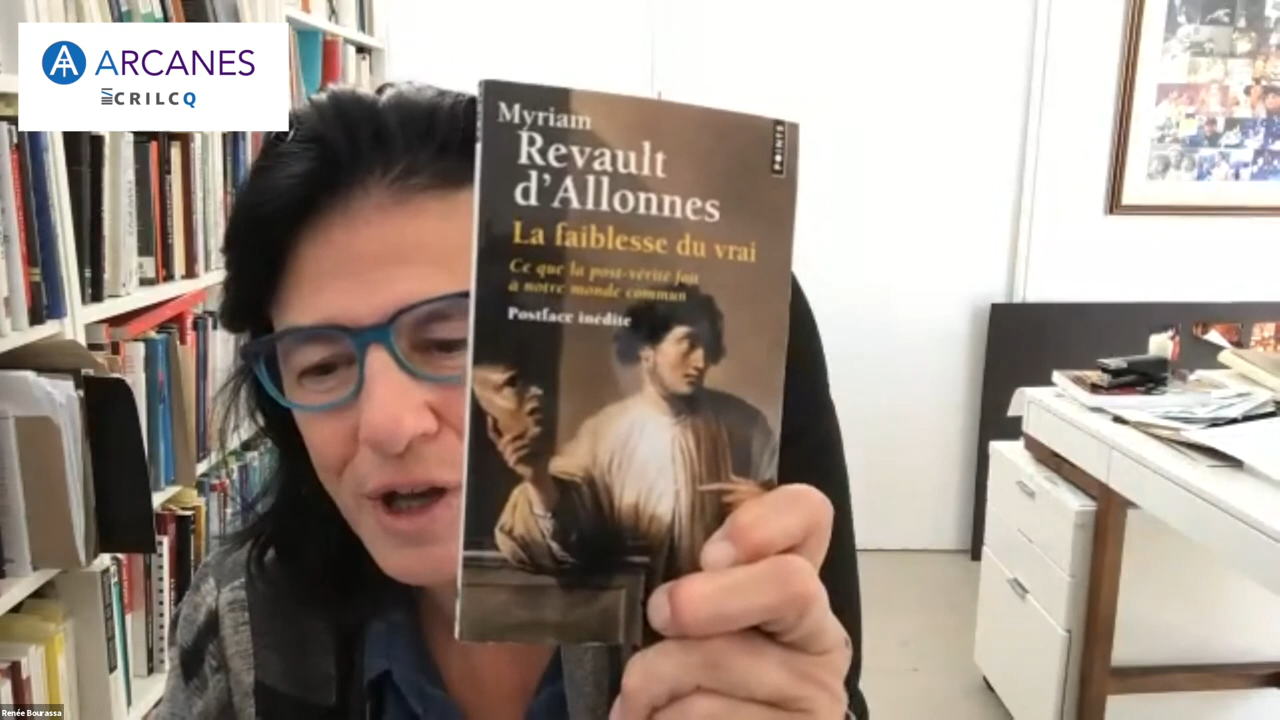 ARCANES
CRILCQ
Myriam
Revault
d'Allonnes
La faiblesse du vrai
Ce que la post-vérité fait
à notre monde commun
Postface inédite
POINTS
Renée Bourassa